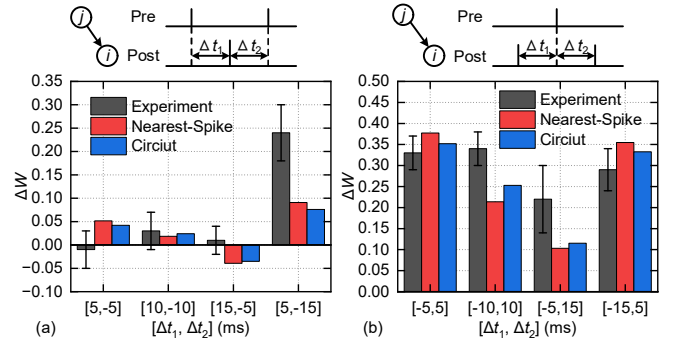 j
i
Pre
Post
Δt1
Δt2
0.35
0.30
0.25
0.20
0.15
0.10
0.05
0.00
−0.05
−0.10
ΔW
Experiment
Nearest-Spike
Circiut
[5,-5]
[10,-10]
[15,-5]
[5,-15]
(a)
[Δt1, Δt2] (ms)
j
i
Pre
Post
Δt1
Δt2
0.50
0.45
0.40
0.35
0.30
0.25
0.20
0.15
0.10
0.05
0.00
ΔW
Experiment
Nearest-Spike
Circiut
[-5,5]
[-10,10]
[-5,15]
[-15,5]
(b)
[Δt1, Δt2] (ms)